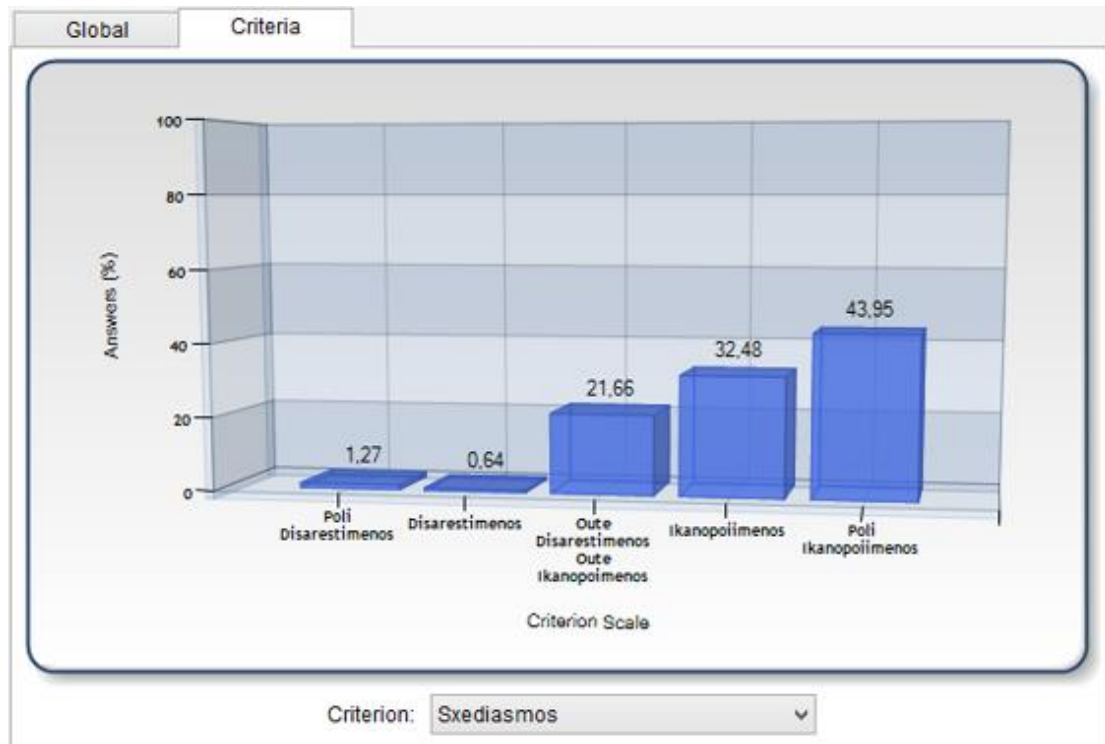 Global Criteria
100
80
60
40
20
0
Answers (%)
1,27
0,64
21,66
32,48
43,95
Poli
Disarestimenos
Disarestimenos
Oute
Disarestimenos
Oute
Ikanopoimenos
Ikanopoiimenos
Poli
Ikanopoiimenos
Criterion Scale
Criterion: Sxediasmos